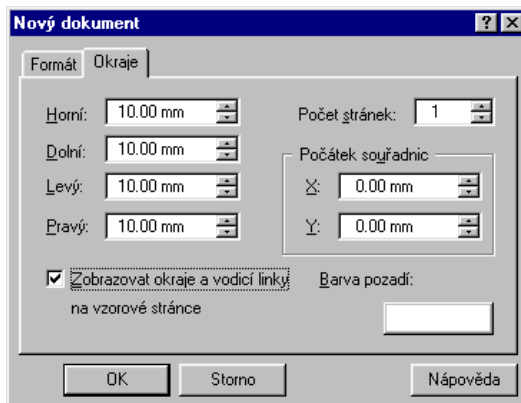 Nový dokument
Formát Okraje
Horní: 10.00 mm Počet stránek: 1
Dolní: 10.00 mm Počátek souřadnic
Levý: 10.00 mm X: 0.00 mm
Pravý: 10.00 mm Y: 0.00 mm
Zobrazovat okraje a vodicí linky Barva pozadí:
na vzorové stránce
OK Storno Nápověda